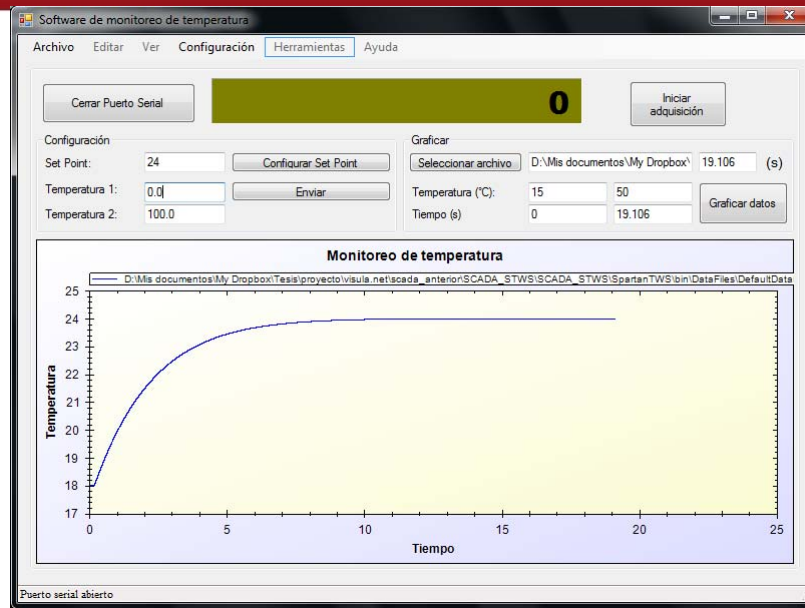 Software de monitoreo de temperatura
Archivo Editar Ver Configuración Herramientas Ayuda
Cerrar Puerto Serial
0
Iniciar
adquisición
Configuración
Set Point: 24 Configurar Set Point
Temperatura 1: 0.0 Enviar
Temperatura 2: 100.0
Graficar
Seleccionar archivo D:\Mis documentos\My Dropbox\ 19.106 (s)
Temperatura (°C): 15 50
Graficar datos
Tiempo (s) 0 19.106
Monitoreo de temperatura
D:\Mis documentos\My Dropbox\Tesis\proyecto\visula.net\scada_anterior\SCADA_STWS\SCADA_STWS\SpartanTWS\bin\DataFiles\DefaultData
Temperatura
25
24
23
22
21
20
19
18
17
0 5 10 15 20 25
Tiempo
Puerto serial abierto